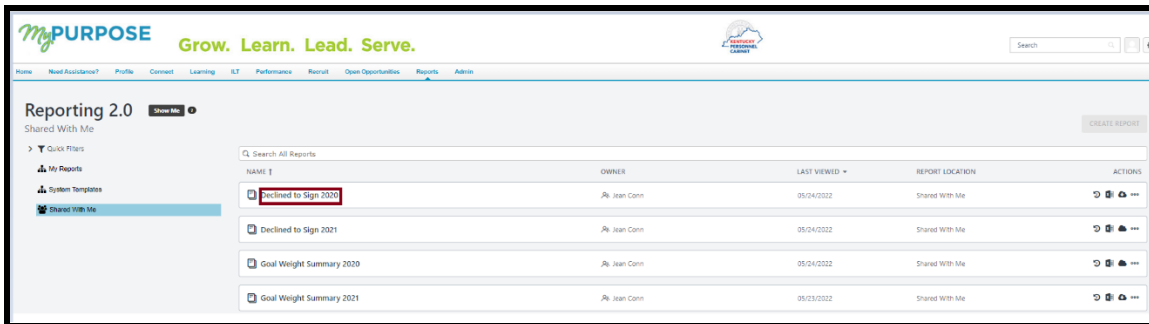 MyPURPOSE
Grow. Learn. Lead. Serve.
KENTUCKY
PERSONNEL
CABINET
Search
Home Need Assistance? Profile Connect Learning ILT Performance Recruit Open Opportunities Reports Admin
Reporting 2.0 Show Me
Shared With Me
CREATE REPORT
Quick Filters
My Reports
System Templates
Shared With Me
Search All Reports
NAME OWNER LAST VIEWED REPORT LOCATION ACTIONS
Declined to Sign 2020 Jean Conn 05/24/2022 Shared With Me
Declined to Sign 2021 Jean Conn 05/24/2022 Shared With Me
Goal Weight Summary 2020 Jean Conn 05/24/2022 Shared With Me
Goal Weight Summary 2021 Jean Conn 05/23/2022 Shared With Me